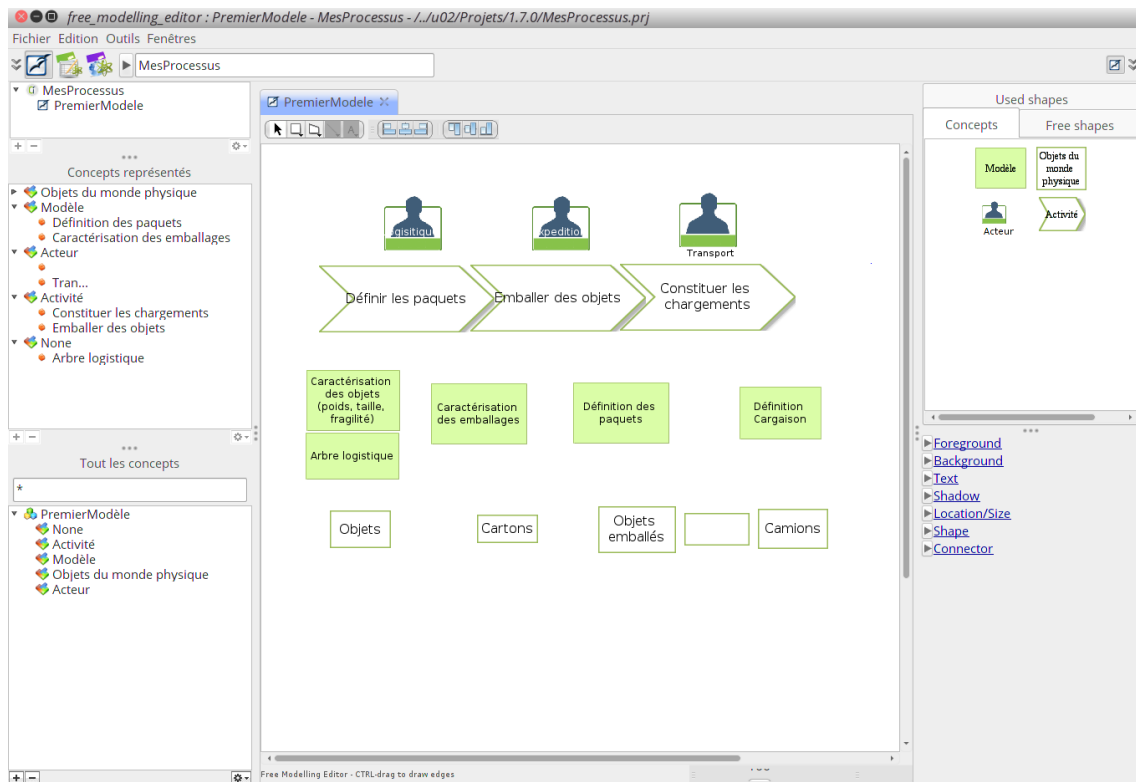 free_modelling_editor : PremierModele - MesProcessus - /../u02/Projets/1.7.0/MesProcessus.prj
Fichier Edition Outils Fenêtres
MesProcessus
MesProcessus
PremierModele
Concepts représentés
Objets du monde physique
Modèle
Définition des paquets
Caractérisation des emballages
Acteur
Tran...
Activité
Constituer les chargements
Emballer des objets
None
Arbre logistique
Tout les concepts
*
PremierModèle
None
Activité
Modèle
Objets du monde physique
Acteur
PremierModele
ogisitiqu
xpeditio
Transport
Définir les paquets
Emballer des objets
Constituer les
chargements
Caractérisation
des objets
(poids, taille,
fragilité)
Arbre logistique
Caractérisation
des emballages
Définition des
paquets
Définition
Cargaison
Objets
Cartons
Objets
emballés
Camions
Free Modelling Editor - CTRL-drag to draw edges
Used shapes
Concepts
Free shapes
Modèle
Objets du
monde
physique
Acteur
Activité
Foreground
Background
Text
Shadow
Location/Size
Shape
Connector